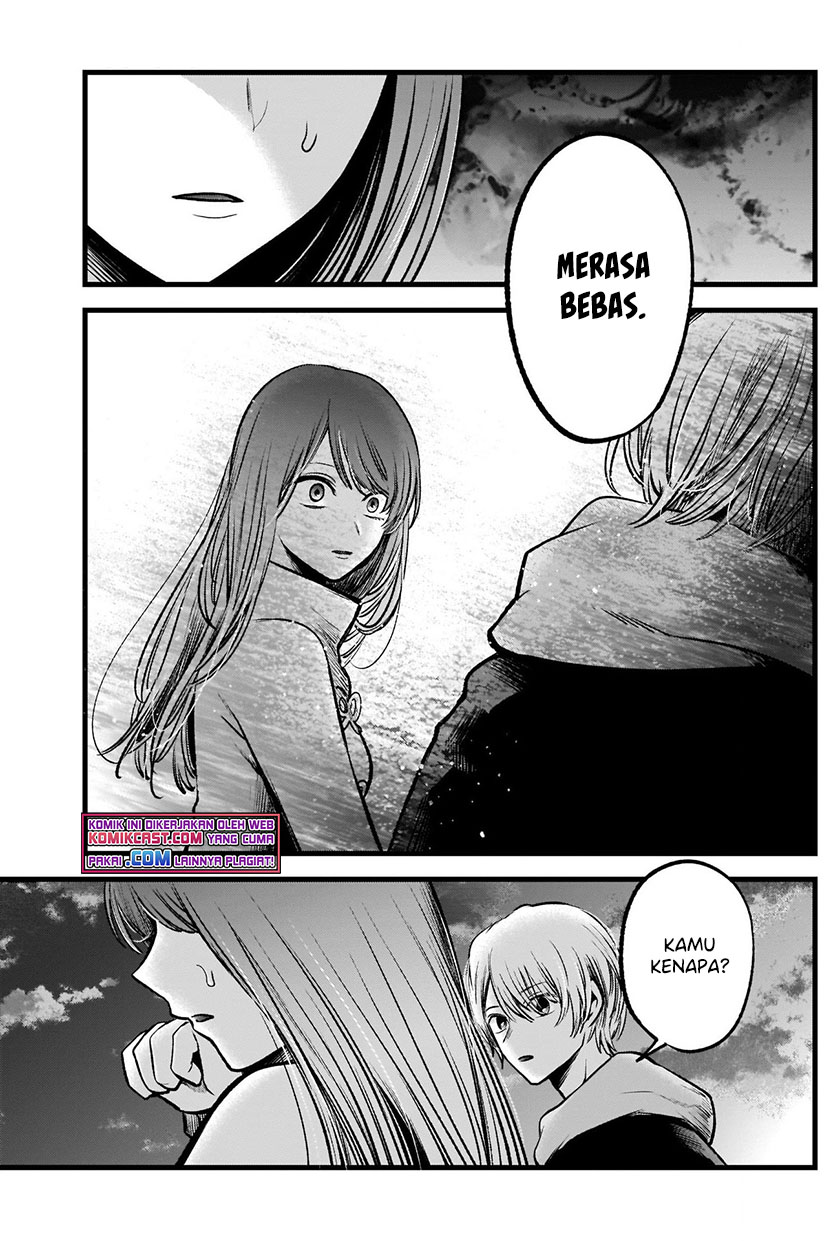 MERASA
BEBAS.
KOMIK INI DIKERJAKAN OLEH WEB
KOMIKCAST.COM YANG CUMA
PAKAI .COM LAINNYA PLAGIAT!
KAMU
KENAPA?